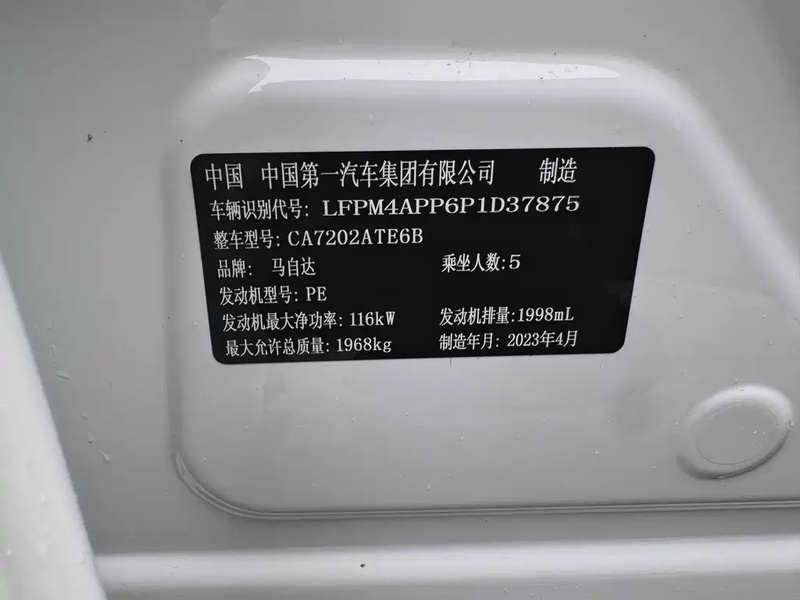 中国 中国第一汽车集团有限公司 制造
车辆识别代号: LFPM4APP6P1D37875
整车型号: CA7202ATE6B
品牌: 马自达 乘坐人数: 5
发动机型号: PE
发动机最大净功率: 116kW 发动机排量: 1998mL
最大允许总质量: 1968kg 制造年月: 2023年4月